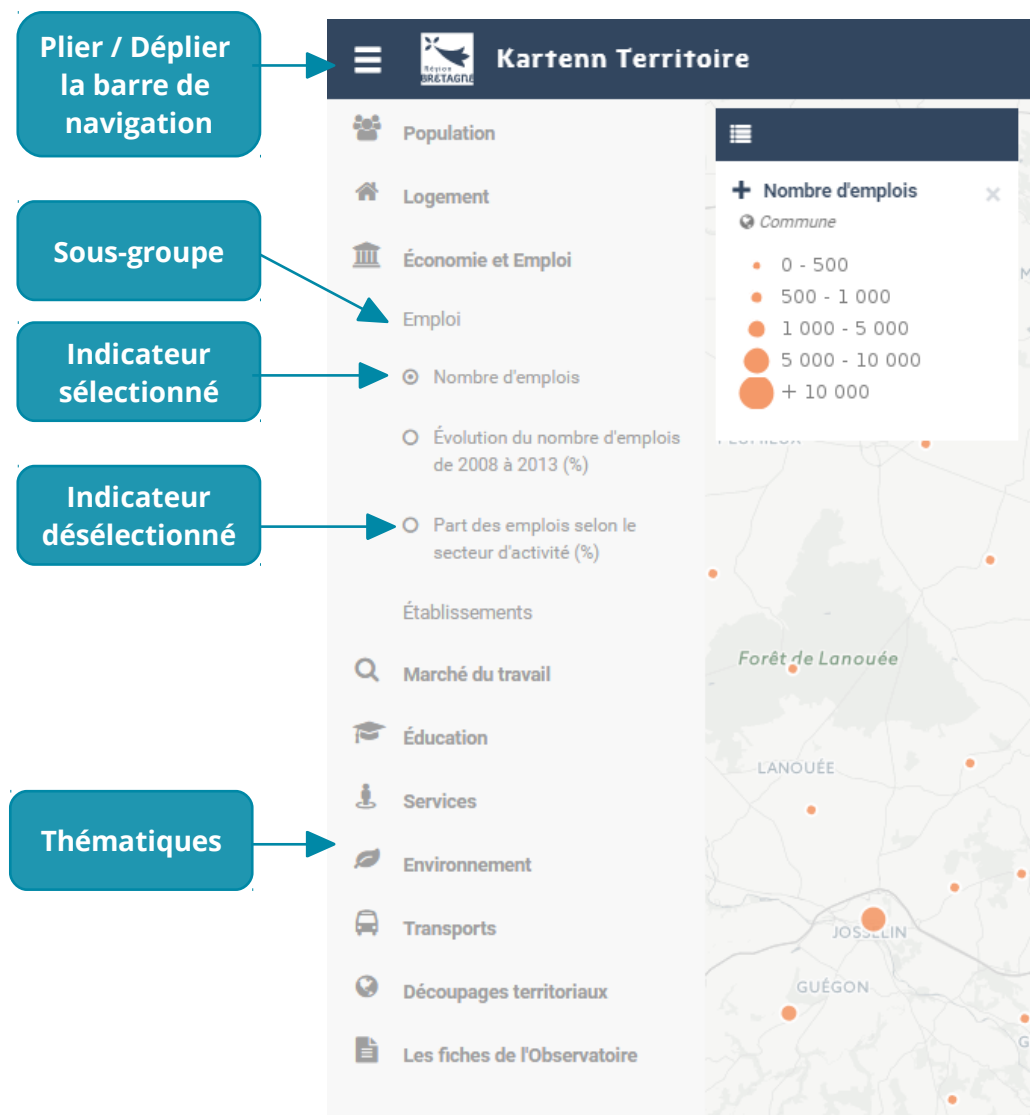 Plier / Déplier
la barre de
navigation
Région
BRETAGNE
Kartenn Territoire
Population
Logement
Sous-groupe
Économie et Emploi
Emploi
Indicateur
sélectionné
Nombre d'emplois
Évolution du nombre d'emplois
de 2008 à 2013 (%)
Indicateur
désélectionné
Part des emplois selon le
secteur d'activité (%)
Établissements
Marché du travail
Éducation
Services
Thématiques
Environnement
Transports
Découpages territoriaux
Les fiches de l'Observatoire
Nombre d'emplois
Commune
0 - 500
500 - 1 000
1 000 - 5 000
5 000 - 10 000
+ 10 000
Forêt de Lanouée
LANOUÉE
JOSSELIN
GUÉGON